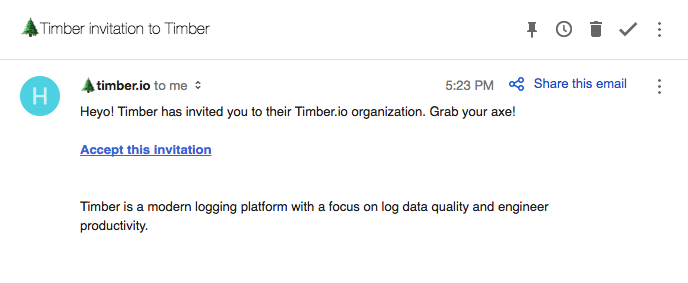 🌲Timber invitation to Timber
H
🌲timber.io to me
5:23 PM
Share this email
Heyo! Timber has invited you to their Timber.io organization. Grab your axe!
Accept this invitation
Timber is a modern logging platform with a focus on log data quality and engineer
productivity.